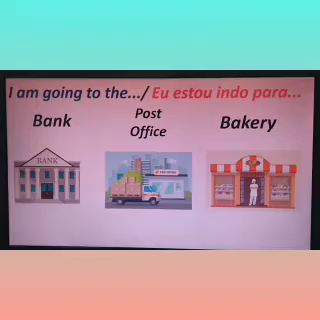 I am going to the.../ Eu estou indo para...
Bank
Post
Office
Bakery
BANK